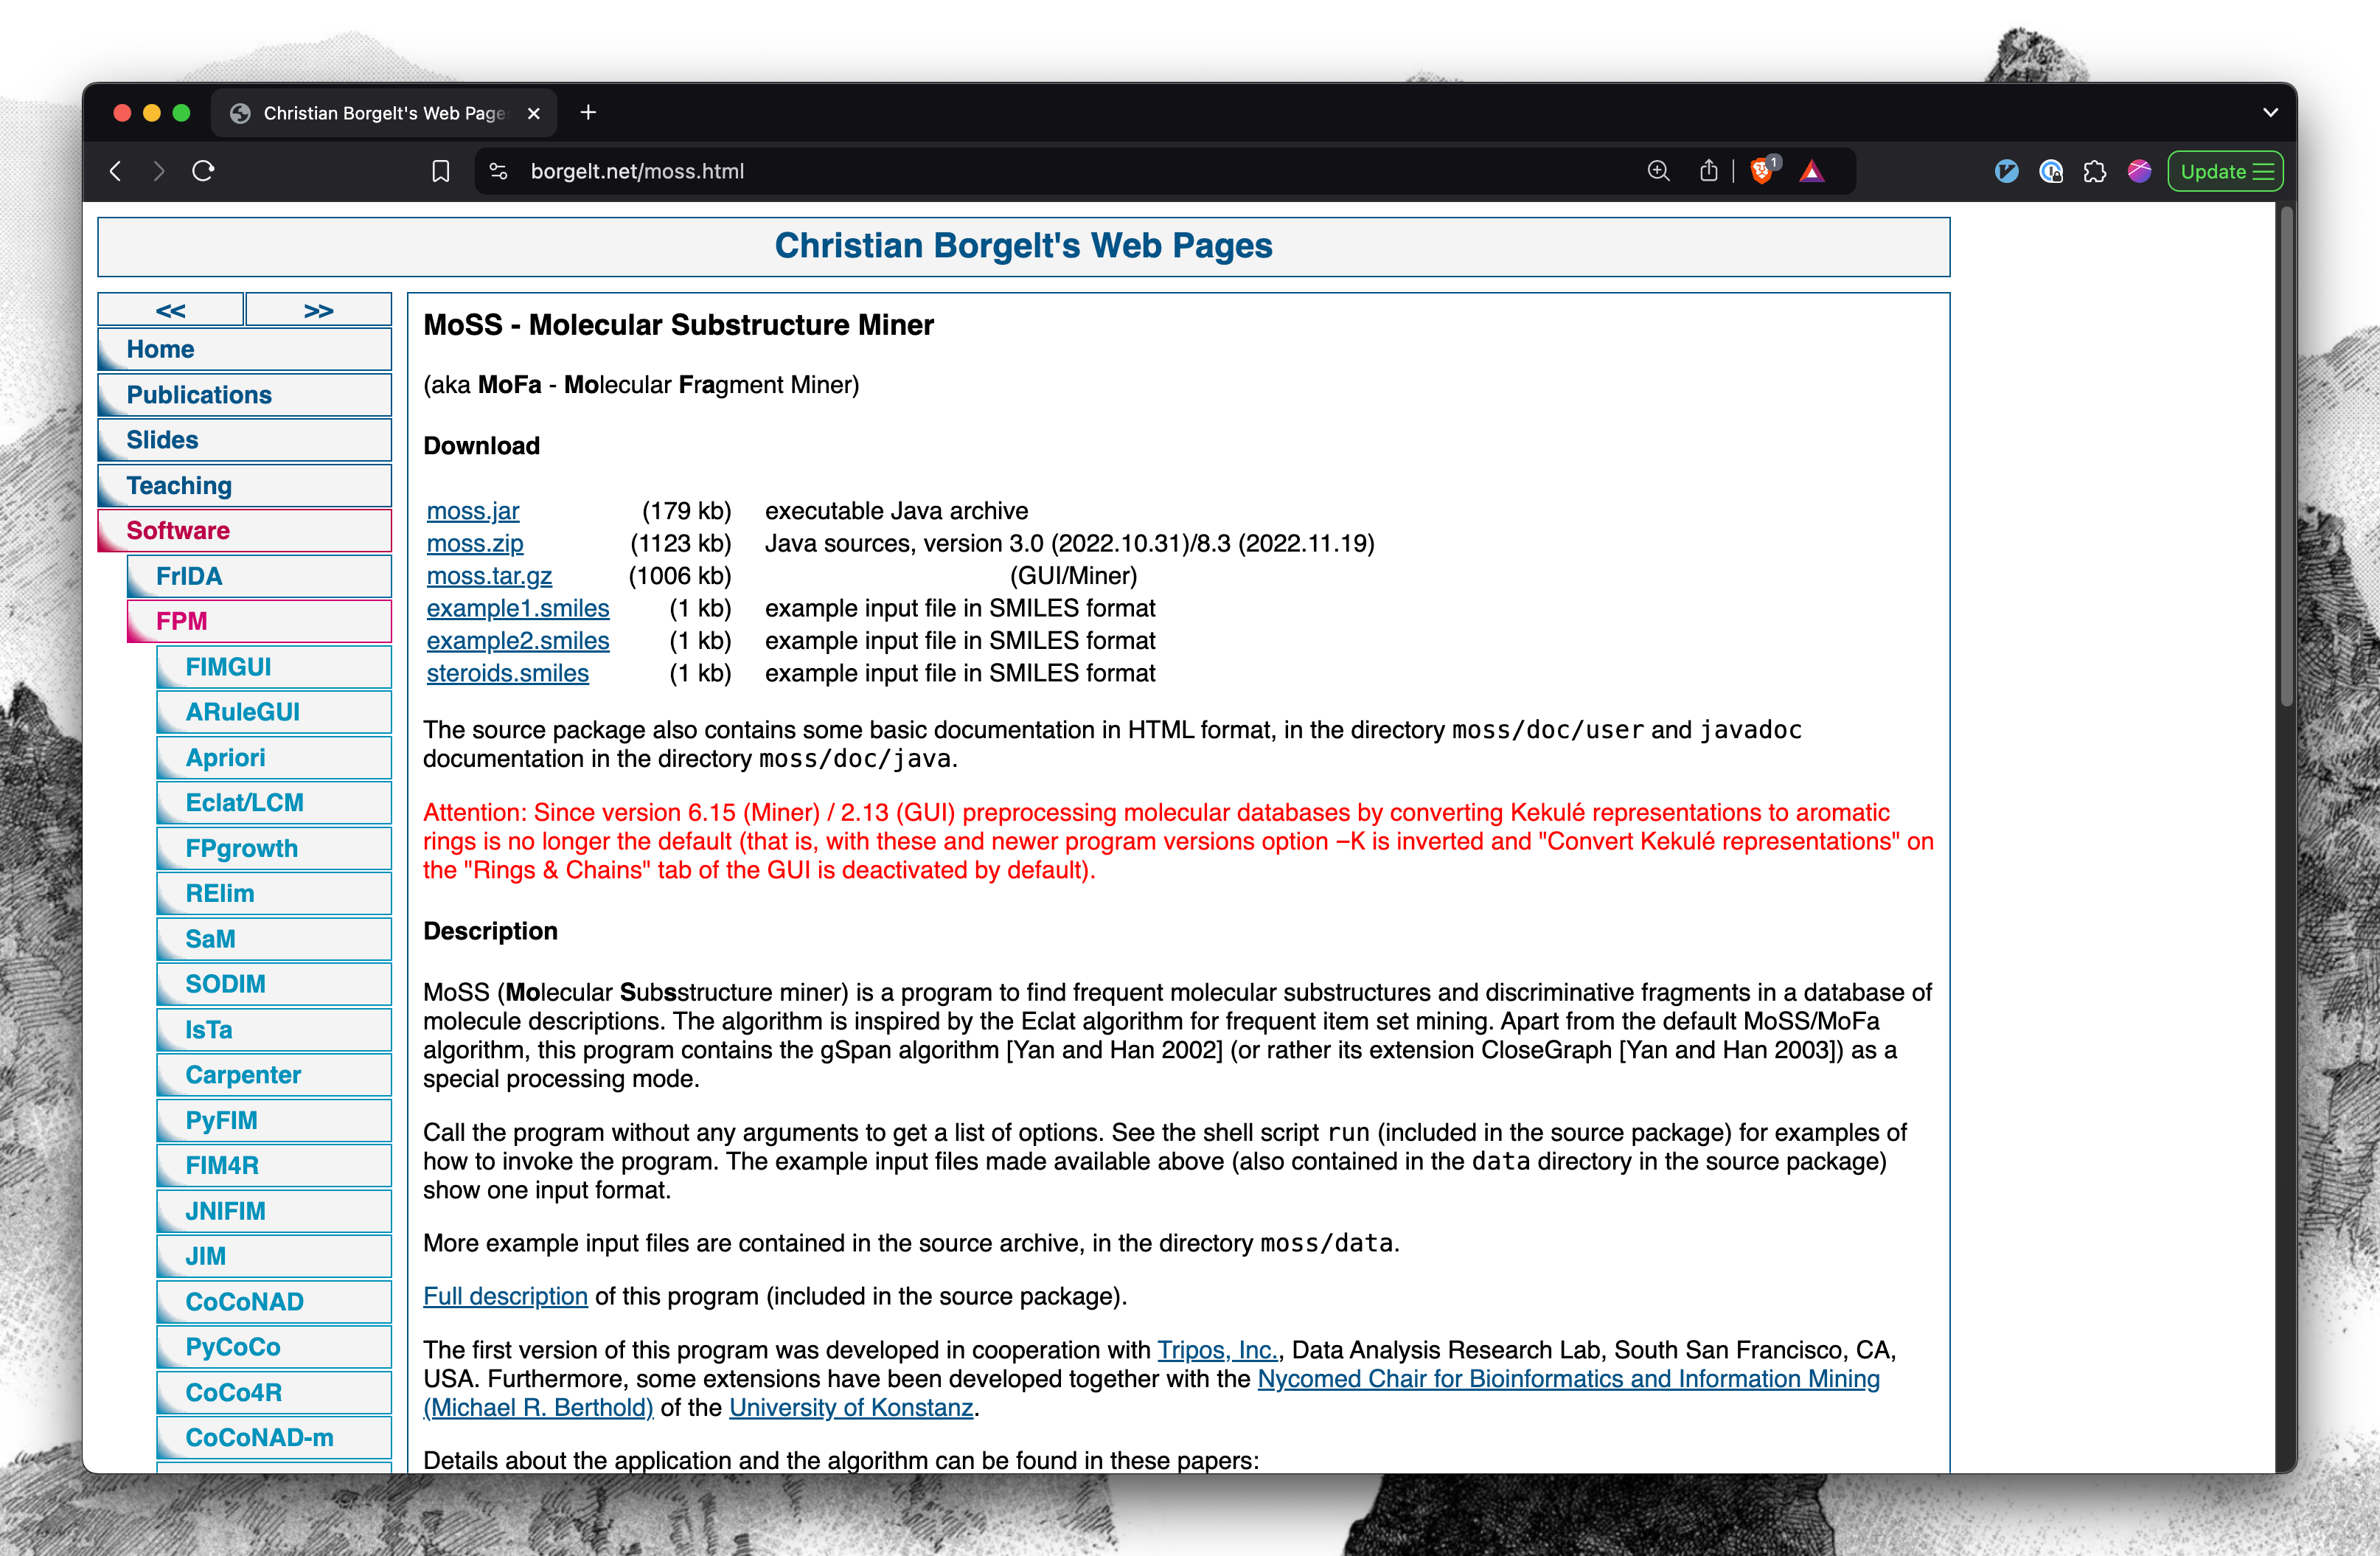 Christian Borgelt's Web Page
borgelt.net/moss.html
1
Update
Christian Borgelt's Web Pages
<< >>
Home
Publications
Slides
Teaching
Software
FrIDA
FPM
FIMGUI
ARuleGUI
Apriori
Eclat/LCM
FPgrowth
RElim
SaM
SODIM
IsTa
Carpenter
PyFIM
FIM4R
JNIFIM
JIM
CoCoNAD
PyCoCo
CoCo4R
CoCoNAD-m
MoSS - Molecular Substructure Miner
(aka MoFa - Molecular Fragment Miner)
Download
moss.jar (179 kb) executable Java archive
moss.zip (1123 kb) Java sources, version 3.0 (2022.10.31)/8.3 (2022.11.19)
moss.tar.gz (1006 kb) (GUI/Miner)
example1.smiles (1 kb) example input file in SMILES format
example2.smiles (1 kb) example input file in SMILES format
steroids.smiles (1 kb) example input file in SMILES format
The source package also contains some basic documentation in HTML format, in the directory moss/doc/user and javadoc
documentation in the directory moss/doc/java.
Attention: Since version 6.15 (Miner) / 2.13 (GUI) preprocessing molecular databases by converting Kekulé representations to aromatic
rings is no longer the default (that is, with these and newer program versions option –K is inverted and "Convert Kekulé representations" on
the "Rings & Chains" tab of the GUI is deactivated by default).
Description
MoSS (Molecular Subsstructure miner) is a program to find frequent molecular substructures and discriminative fragments in a database of
molecule descriptions. The algorithm is inspired by the Eclat algorithm for frequent item set mining. Apart from the default MoSS/MoFa
algorithm, this program contains the gSpan algorithm [Yan and Han 2002] (or rather its extension CloseGraph [Yan and Han 2003]) as a
special processing mode.
Call the program without any arguments to get a list of options. See the shell script run (included in the source package) for examples of
how to invoke the program. The example input files made available above (also contained in the data directory in the source package)
show one input format.
More example input files are contained in the source archive, in the directory moss/data.
Full description of this program (included in the source package).
The first version of this program was developed in cooperation with Tripos, Inc., Data Analysis Research Lab, South San Francisco, CA,
USA. Furthermore, some extensions have been developed together with the Nycomed Chair for Bioinformatics and Information Mining
(Michael R. Berthold) of the University of Konstanz.
Details about the application and the algorithm can be found in these papers: